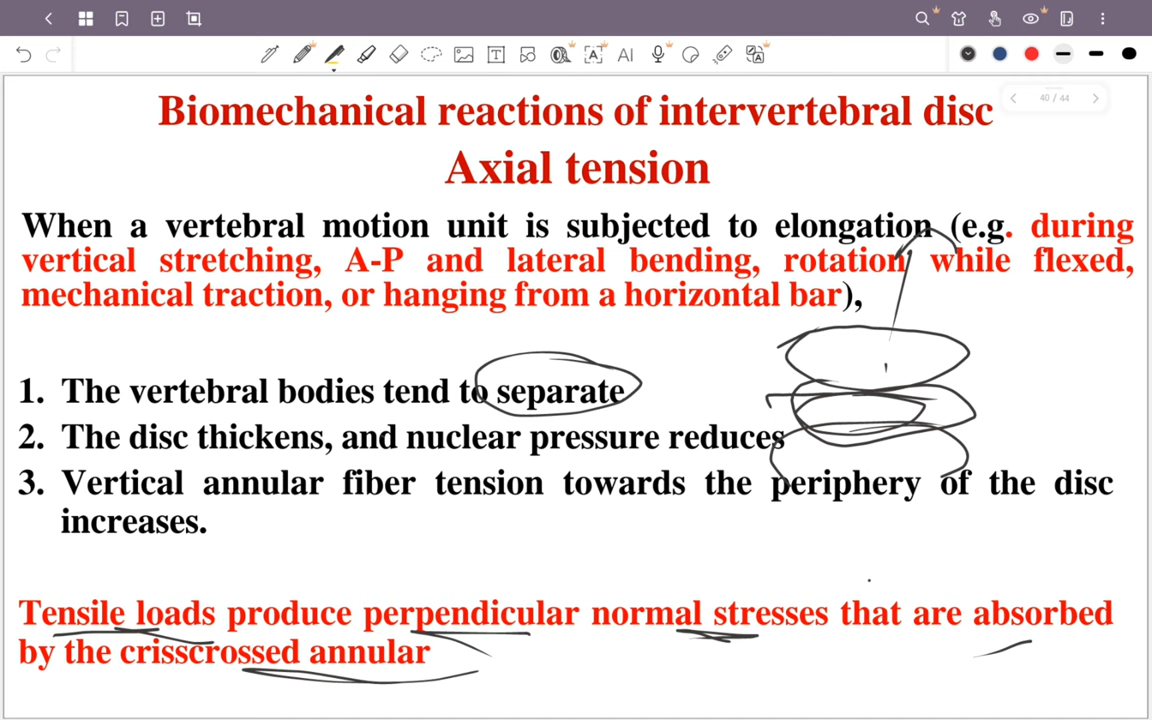 40 / 44
Biomechanical reactions of intervertebral disc
Axial tension
When a vertebral motion unit is subjected to elongation (e.g. during
vertical stretching, A-P and lateral bending, rotation while flexed,
mechanical traction, or hanging from a horizontal bar),
1. The vertebral bodies tend to separate
2. The disc thickens, and nuclear pressure reduces
3. Vertical annular fiber tension towards the periphery of the disc
increases.
Tensile loads produce perpendicular normal stresses that are absorbed
by the crisscrossed annular